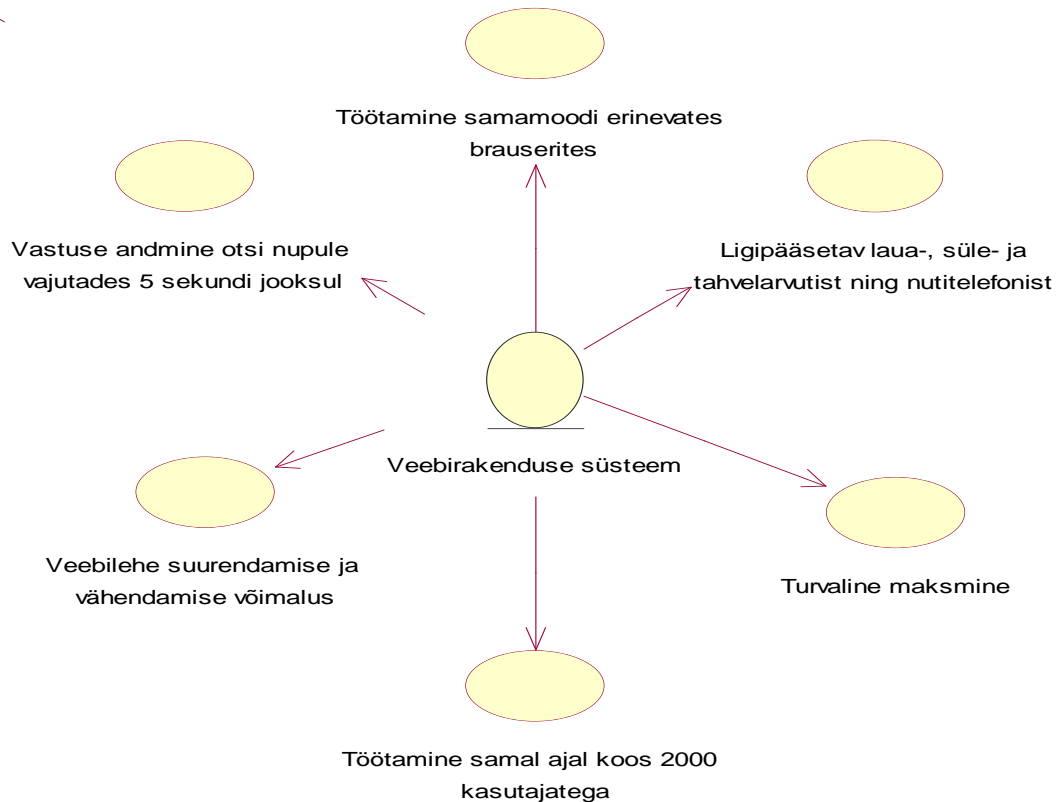 Töötamine samamoodi erinevates
brauserites
Vastuse andmine otsi nupule
vajutades 5 sekundi jooksul
Ligipääsetav laua-, süle- ja
tahvelarvutist ning nutitelefonist
Veebirakenduse süsteem
Veebilehe suurendamise ja
vähendamise võimalus
Turvaline maksmine
Töötamine samal ajal koos 2000
kasutajatega